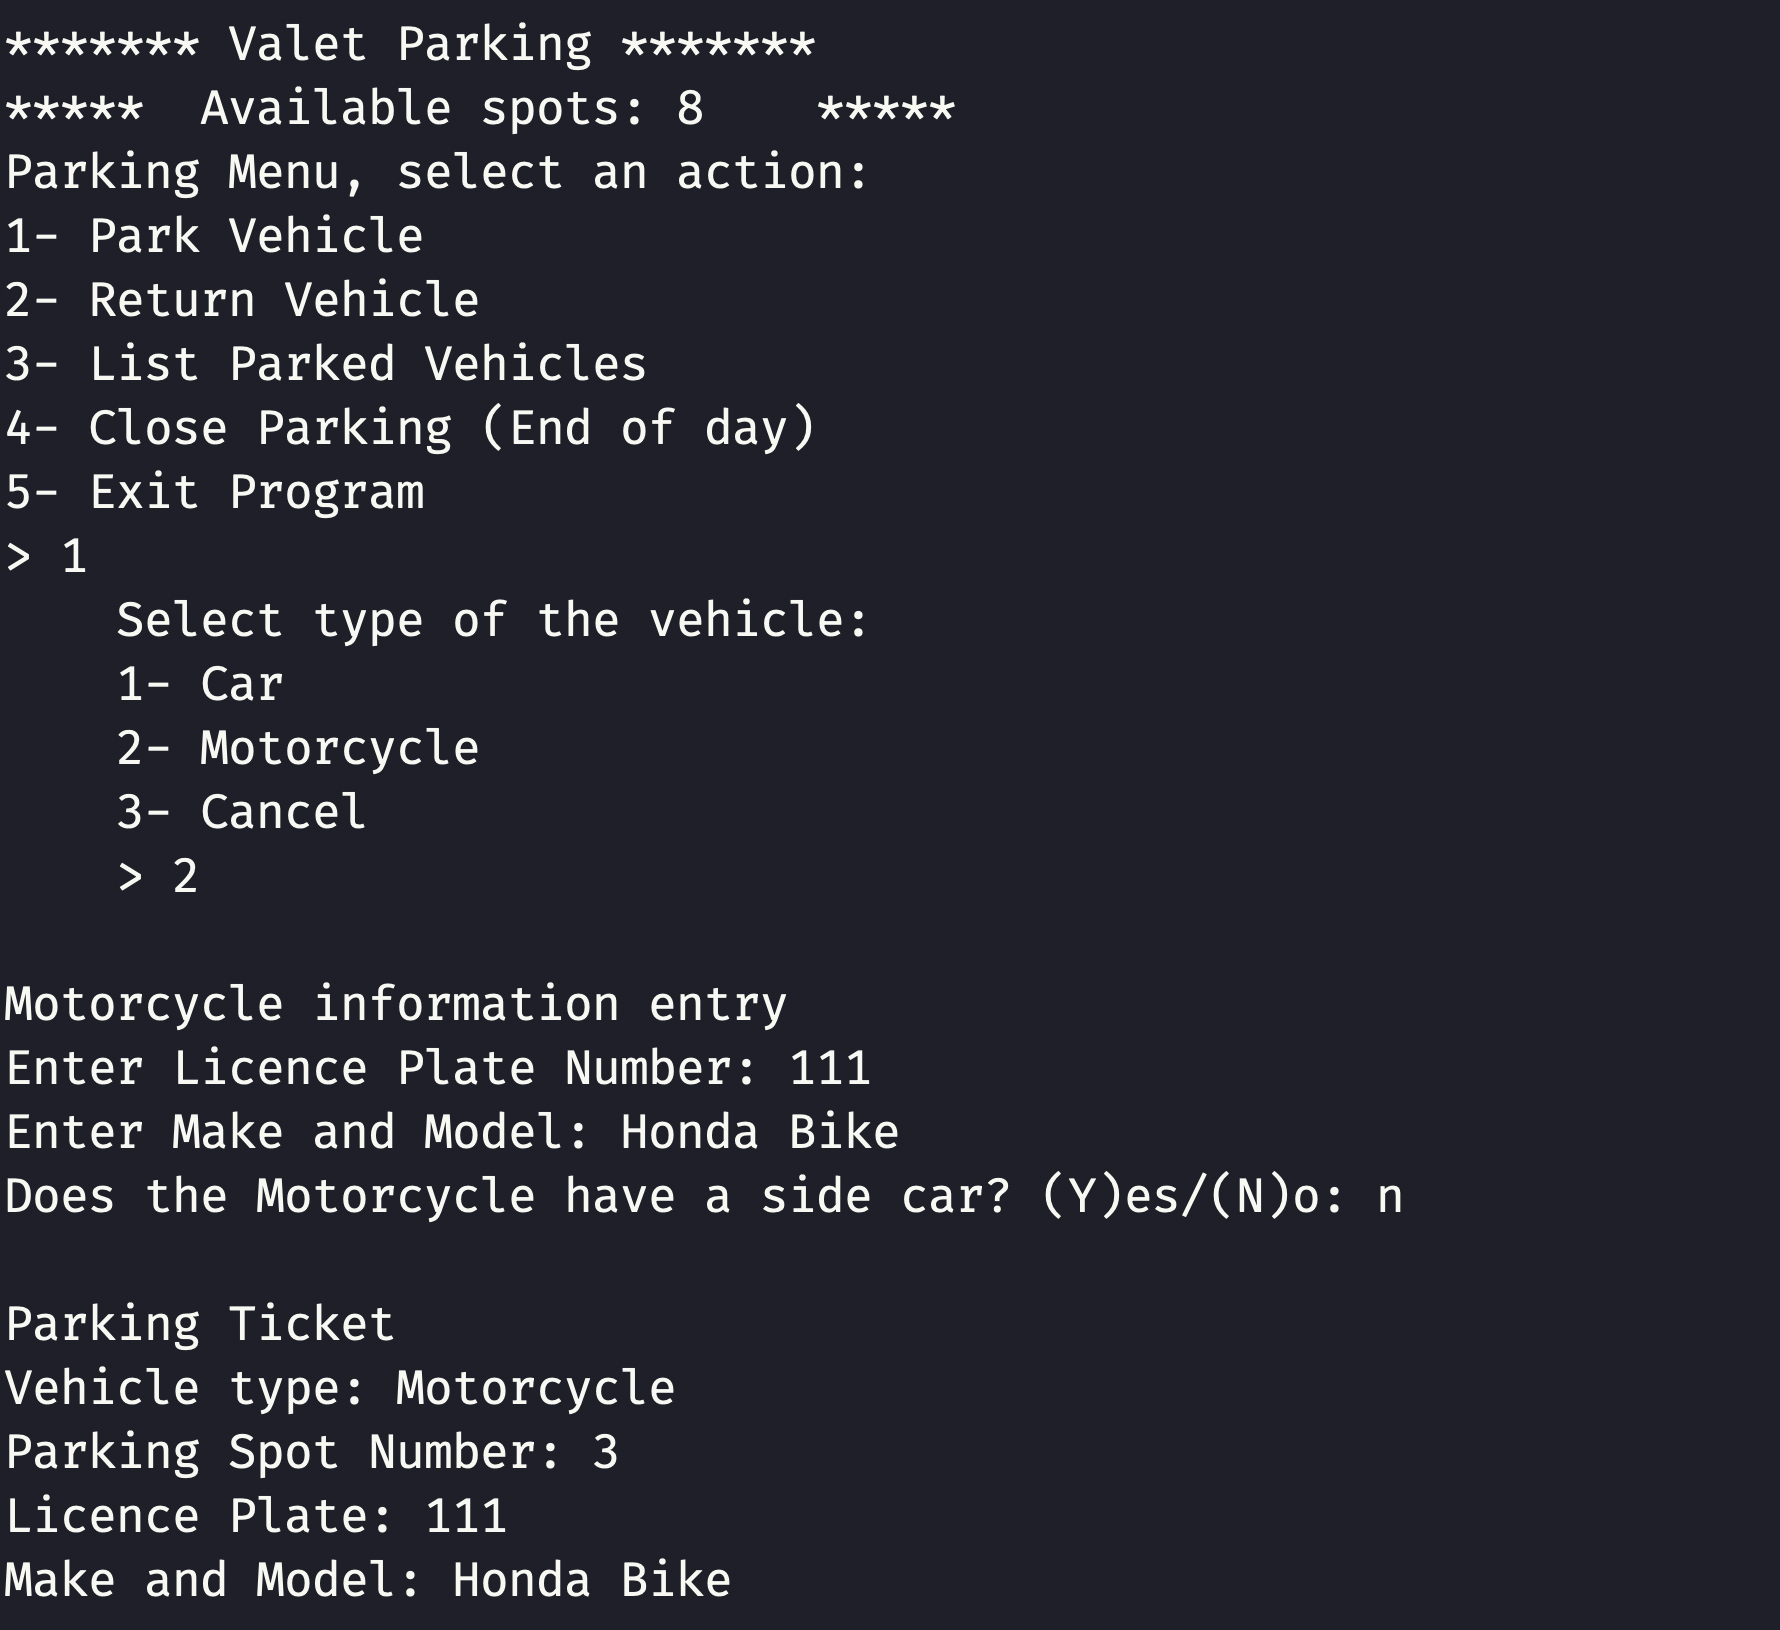 ******* Valet Parking *******
*****  Available spots: 8    *****
Parking Menu, select an action:
1- Park Vehicle
2- Return Vehicle
3- List Parked Vehicles
4- Close Parking (End of day)
5- Exit Program
> 1
    Select type of the vehicle:
    1- Car
    2- Motorcycle
    3- Cancel
    > 2

Motorcycle information entry
Enter Licence Plate Number: 111
Enter Make and Model: Honda Bike
Does the Motorcycle have a side car? (Y)es/(N)o: n

Parking Ticket
Vehicle type: Motorcycle
Parking Spot Number: 3
Licence Plate: 111
Make and Model: Honda Bike